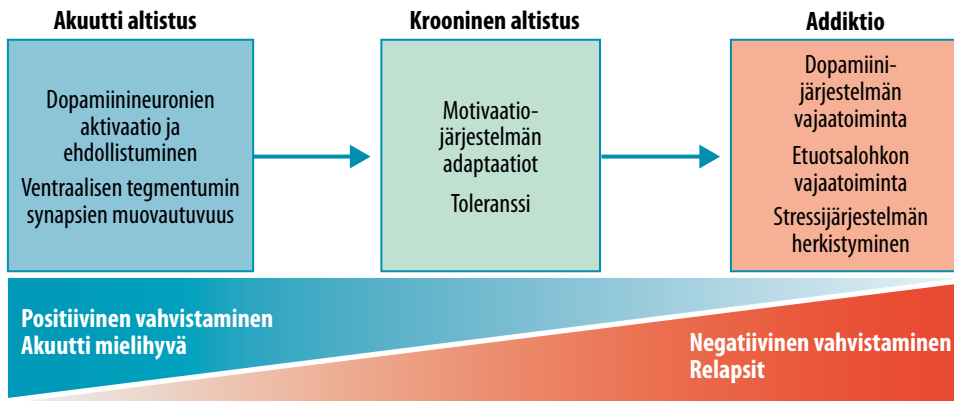 Akuutti altistus
Dopamiinineuronien
aktivaatio ja
ehdollistuminen
Ventraalisen tegmentumin
synapsien muovautuvuus
Krooninen altistus
Motivaatio-
järjestelmän
adaptaatiot
Toleranssi
Addiktio
Dopamiini-
järjestelmän
vajaatoiminta
Etuotsalohkon
vajaatoiminta
Stressijärjestelmän
herkistyminen
Positiivinen vahvistaminen
Akuutti mielihyvä
Negatiivinen vahvistaminen
Relapsit